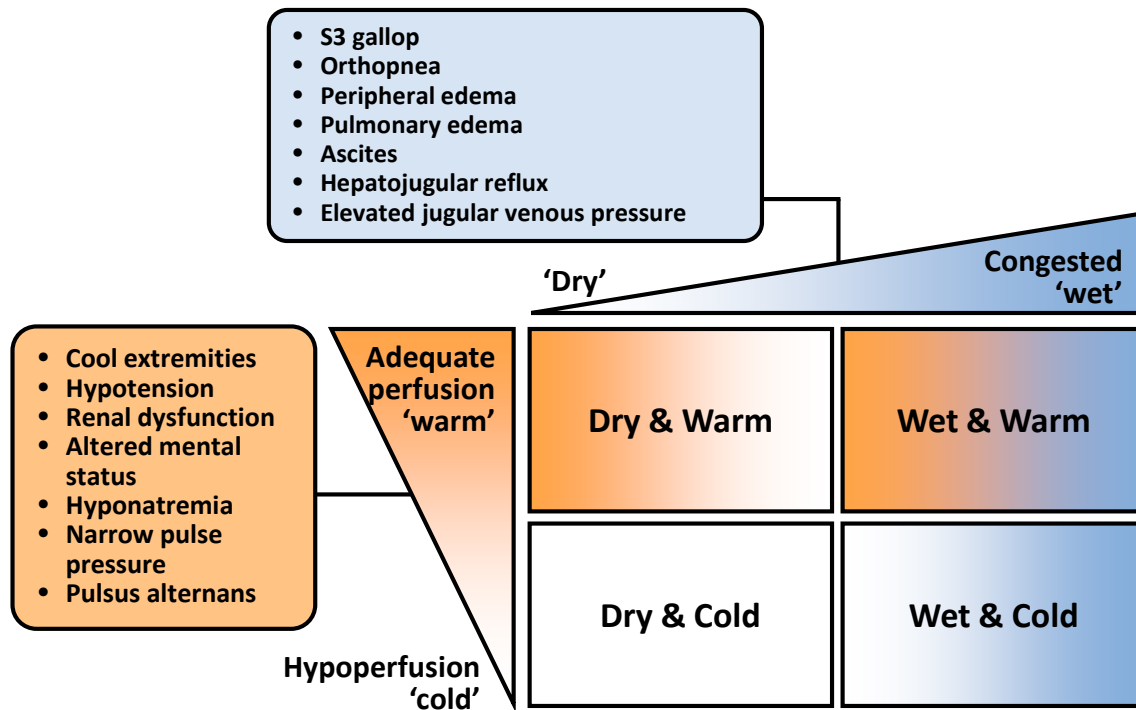 • S3 gallop
• Orthopnea
• Peripheral edema
• Pulmonary edema
• Ascites
• Hepatojugular reflux
• Elevated jugular venous pressure
‘Dry’
Congested
‘wet’
• Cool extremities
• Hypotension
• Renal dysfunction
• Altered mental
status
• Hyponatremia
• Narrow pulse
pressure
• Pulsus alternans
Adequate
perfusion
‘warm’
Hypoperfusion
‘cold’
Dry & Warm
Wet & Warm
Dry & Cold
Wet & Cold